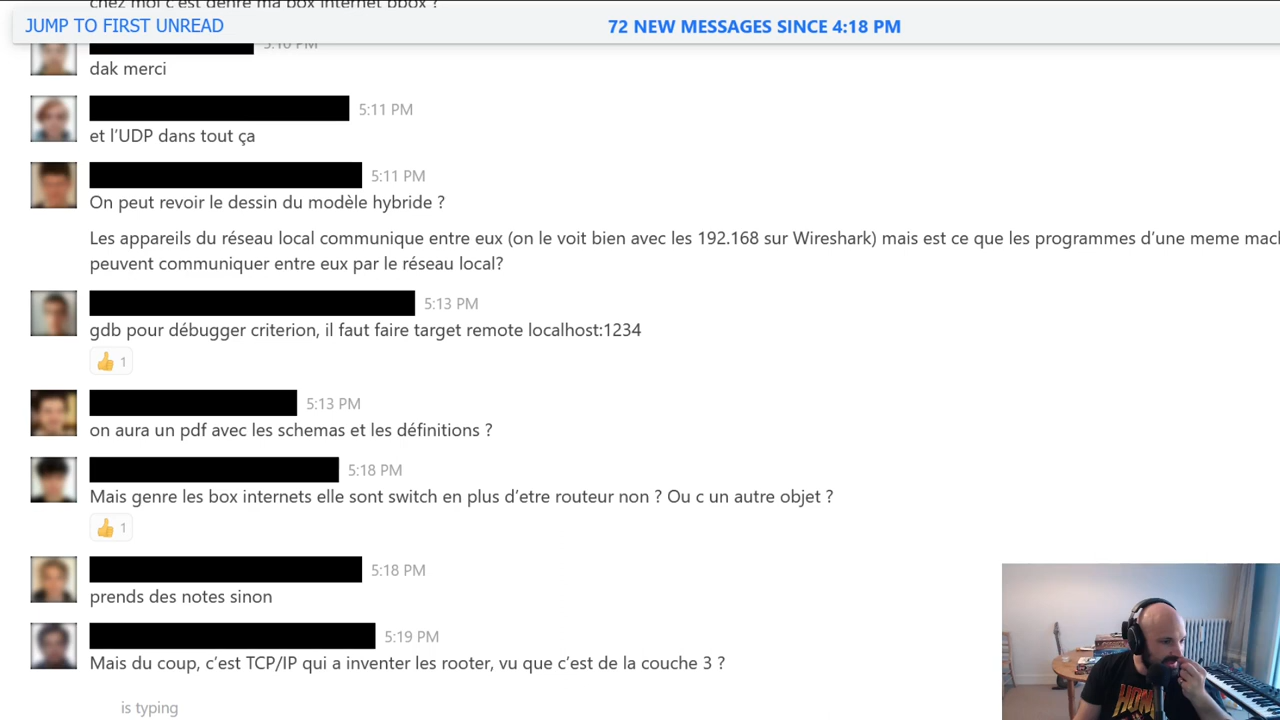 chez moi c'est genre ma box internet bbox ?
JUMP TO FIRST UNREAD
72 NEW MESSAGES SINCE 4:18 PM
5:10 PM
dak merci
5:11 PM
et l'UDP dans tout ça
5:11 PM
On peut revoir le dessin du modèle hybride ?
Les appareils du réseau local communique entre eux (on le voit bien avec les 192.168 sur Wireshark) mais est ce que les programmes d'une meme
peuvent communiquer entre eux par le réseau local?
5:13 PM
gdb pour débugger criterion, il faut faire target remote localhost:1234
1
5:13 PM
on aura un pdf avec les schemas et les définitions ?
5:18 PM
Mais genre les box internets elle sont switch en plus d'etre routeur non ? Ou c un autre objet ?
1
5:18 PM
prends des notes sinon
5:19 PM
Mais du coup, c'est TCP/IP qui a inventer les rooter, vu que c'est de la couche 3 ?
is typing